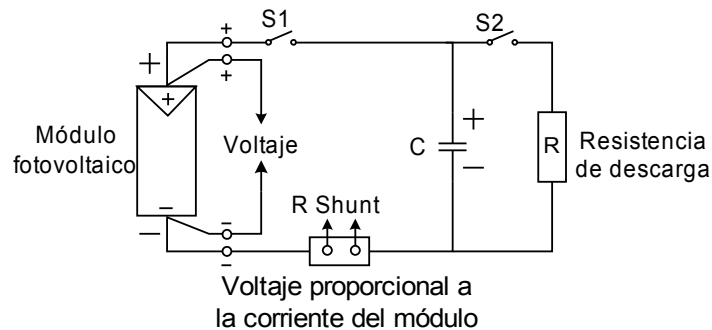 S1
S2
+
+
+
+
Módulo
fotovoltaico
Voltaje
C
+
−
R
Resistencia
de descarga
R Shunt
−
−
−
−
Voltaje proporcional a
la corriente del módulo